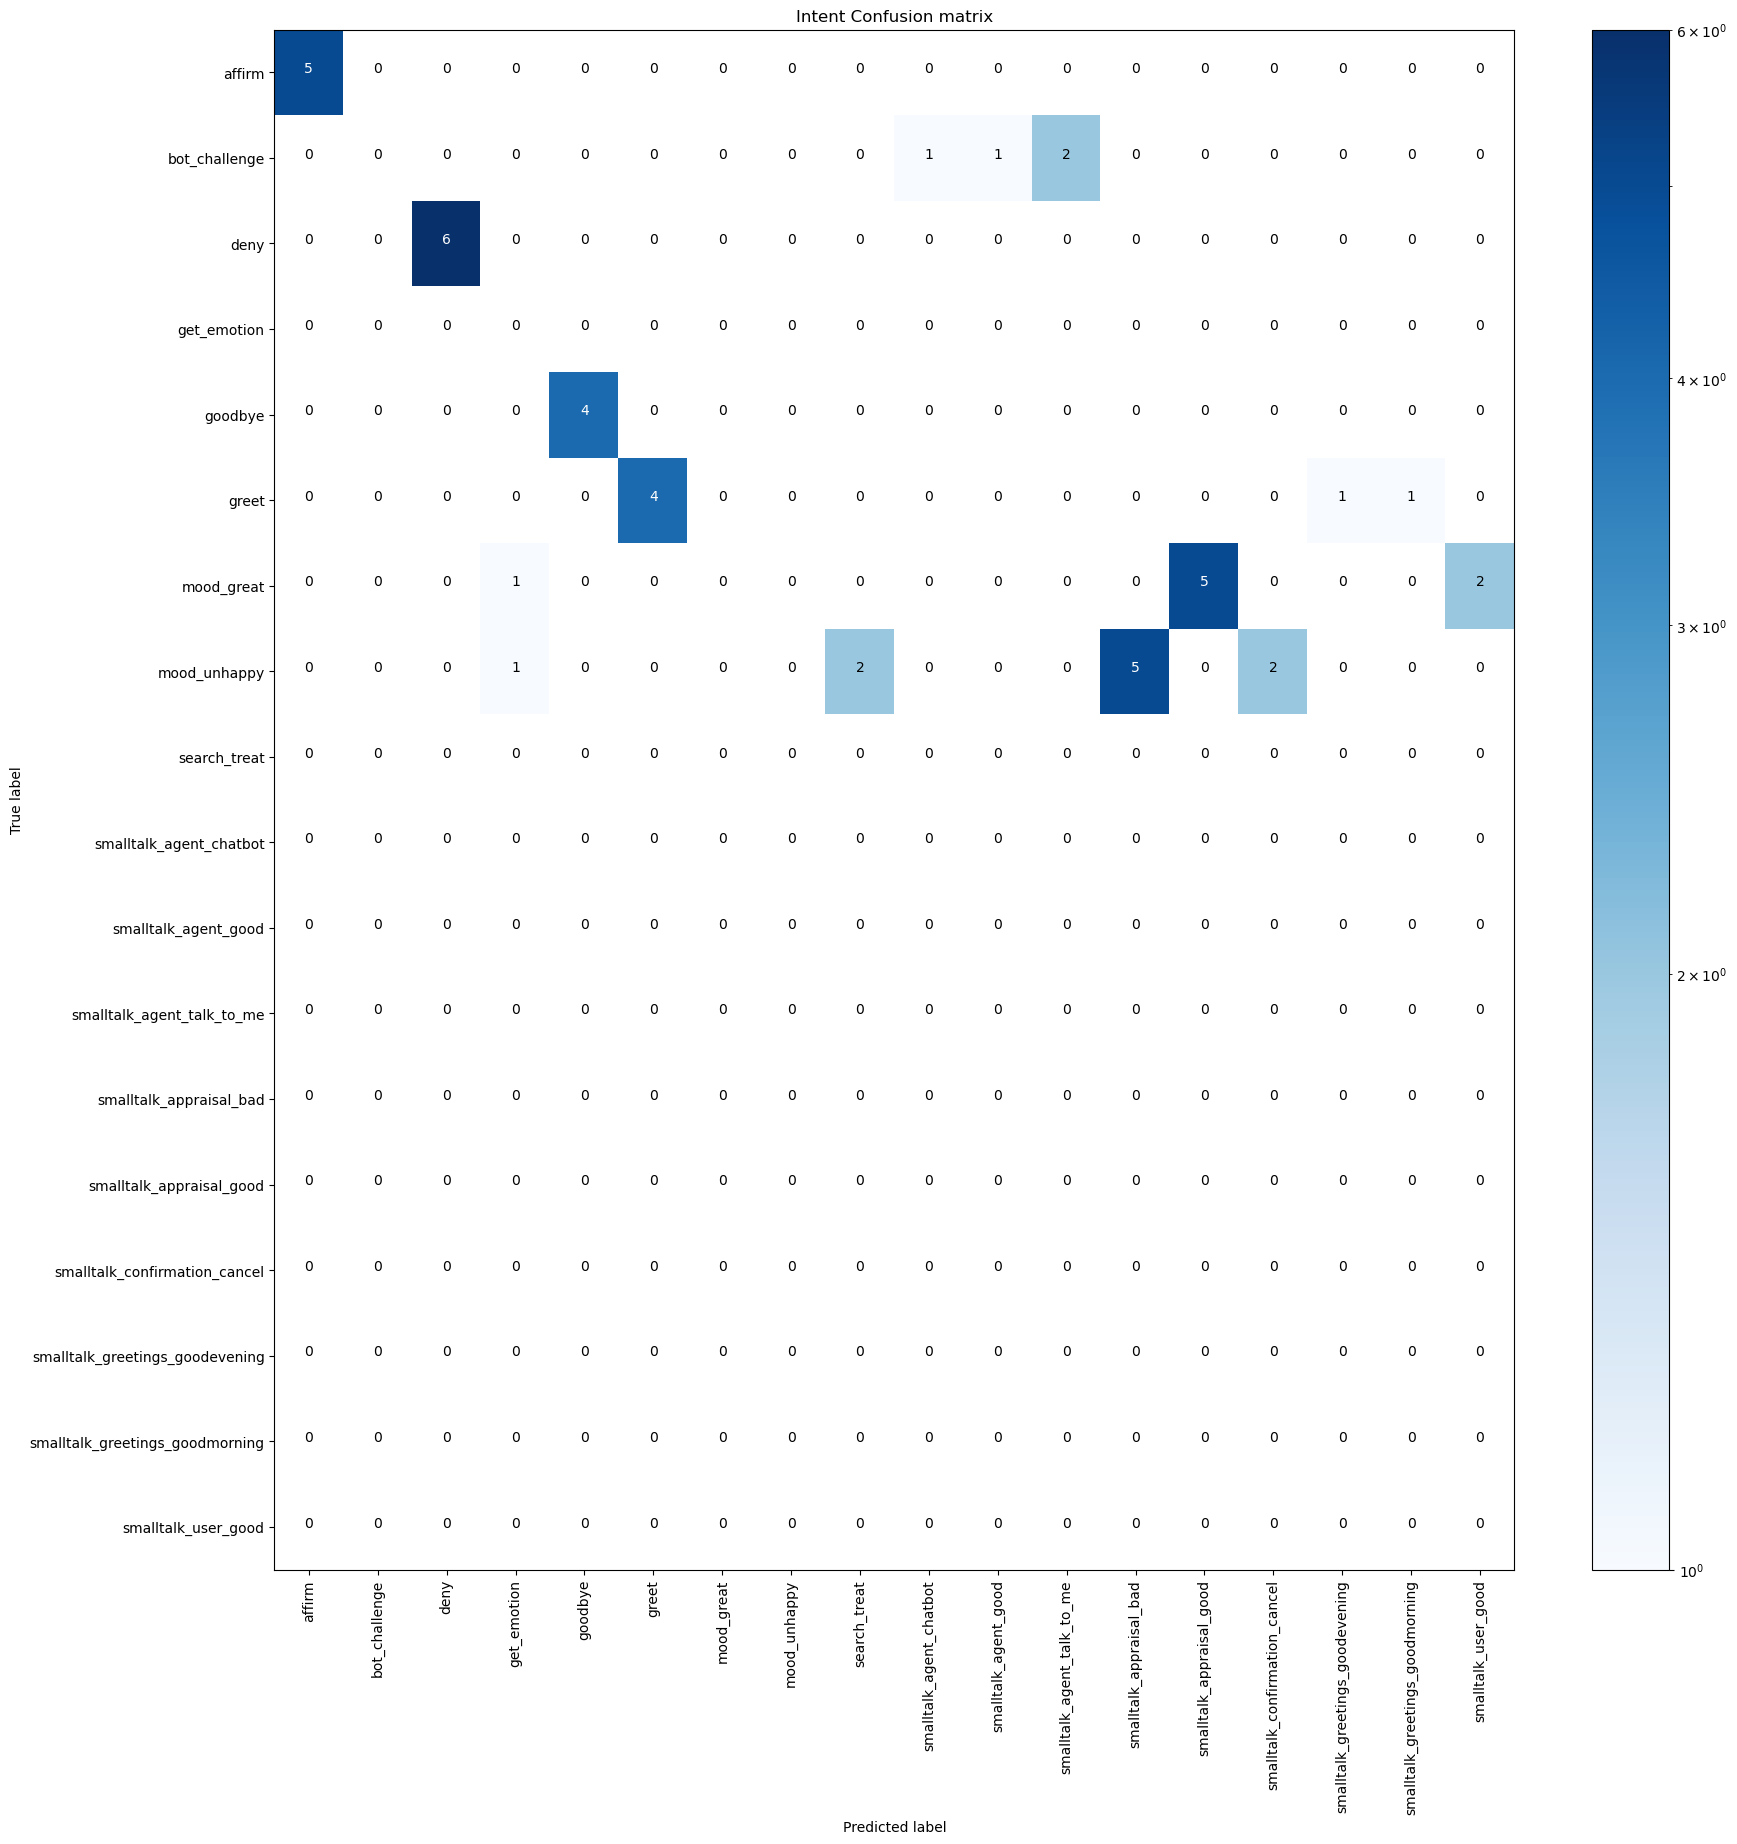 Intent Confusion matrix
affirm 5 0 0 0 0 0 0 0 0 0 0 0 0 0 0 0 0 0
bot_challenge 0 0 0 0 0 0 0 0 0 1 1 2 0 0 0 0 0 0
deny 0 0 6 0 0 0 0 0 0 0 0 0 0 0 0 0 0 0
get_emotion 0 0 0 0 0 0 0 0 0 0 0 0 0 0 0 0 0 0
goodbye 0 0 0 0 4 0 0 0 0 0 0 0 0 0 0 0 0 0
greet 0 0 0 0 0 4 0 0 0 0 0 0 0 0 0 1 1 0
mood_great 0 0 0 1 0 0 0 0 0 0 0 0 0 5 0 0 0 2
mood_unhappy 0 0 0 1 0 0 0 0 2 0 0 0 5 0 2 0 0 0
search_treat 0 0 0 0 0 0 0 0 0 0 0 0 0 0 0 0 0 0
smalltalk_agent_chatbot 0 0 0 0 0 0 0 0 0 0 0 0 0 0 0 0 0 0
smalltalk_agent_good 0 0 0 0 0 0 0 0 0 0 0 0 0 0 0 0 0 0
smalltalk_agent_talk_to_me 0 0 0 0 0 0 0 0 0 0 0 0 0 0 0 0 0 0
smalltalk_appraisal_bad 0 0 0 0 0 0 0 0 0 0 0 0 0 0 0 0 0 0
smalltalk_appraisal_good 0 0 0 0 0 0 0 0 0 0 0 0 0 0 0 0 0 0
smalltalk_confirmation_cancel 0 0 0 0 0 0 0 0 0 0 0 0 0 0 0 0 0 0
smalltalk_greetings_goodevening 0 0 0 0 0 0 0 0 0 0 0 0 0 0 0 0 0 0
smalltalk_greetings_goodmorning 0 0 0 0 0 0 0 0 0 0 0 0 0 0 0 0 0 0
smalltalk_user_good 0 0 0 0 0 0 0 0 0 0 0 0 0 0 0 0 0 0
True label
affirm
bot_challenge
deny
get_emotion
goodbye
greet
mood_great
mood_unhappy
search_treat
smalltalk_agent_chatbot
smalltalk_agent_good
smalltalk_agent_talk_to_me
smalltalk_appraisal_bad
smalltalk_appraisal_good
smalltalk_confirmation_cancel
smalltalk_greetings_goodevening
smalltalk_greetings_goodmorning
smalltalk_user_good
Predicted label
6 × 10⁰
4 × 10⁰
3 × 10⁰
2 × 10⁰
10⁰